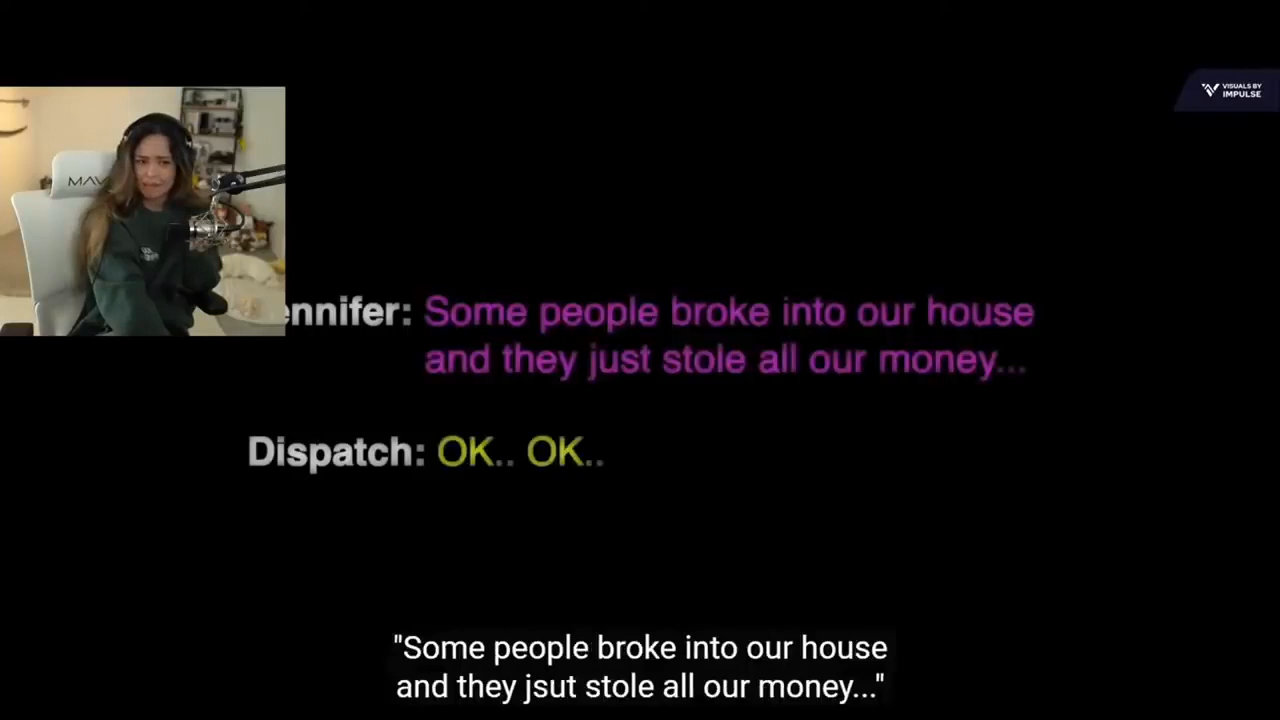 VISUALS BY
IMPULSE
MAV
ennifer: Some people broke into our house
and they just stole all our money...
Dispatch: OK.. OK..
"Some people broke into our house
and they jsut stole all our money..."